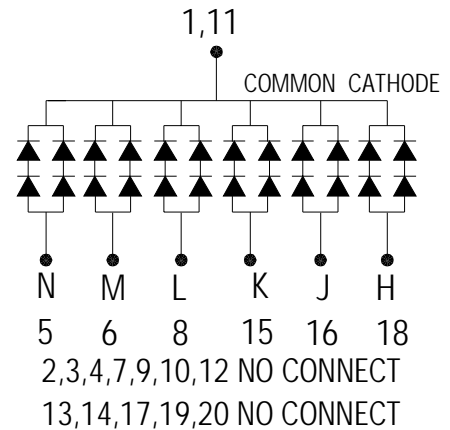 1,11
COMMON CATHODE
N M L K J H
5 6 8 15 16 18
2,3,4,7,9,10,12 NO CONNECT
13,14,17,19,20 NO CONNECT